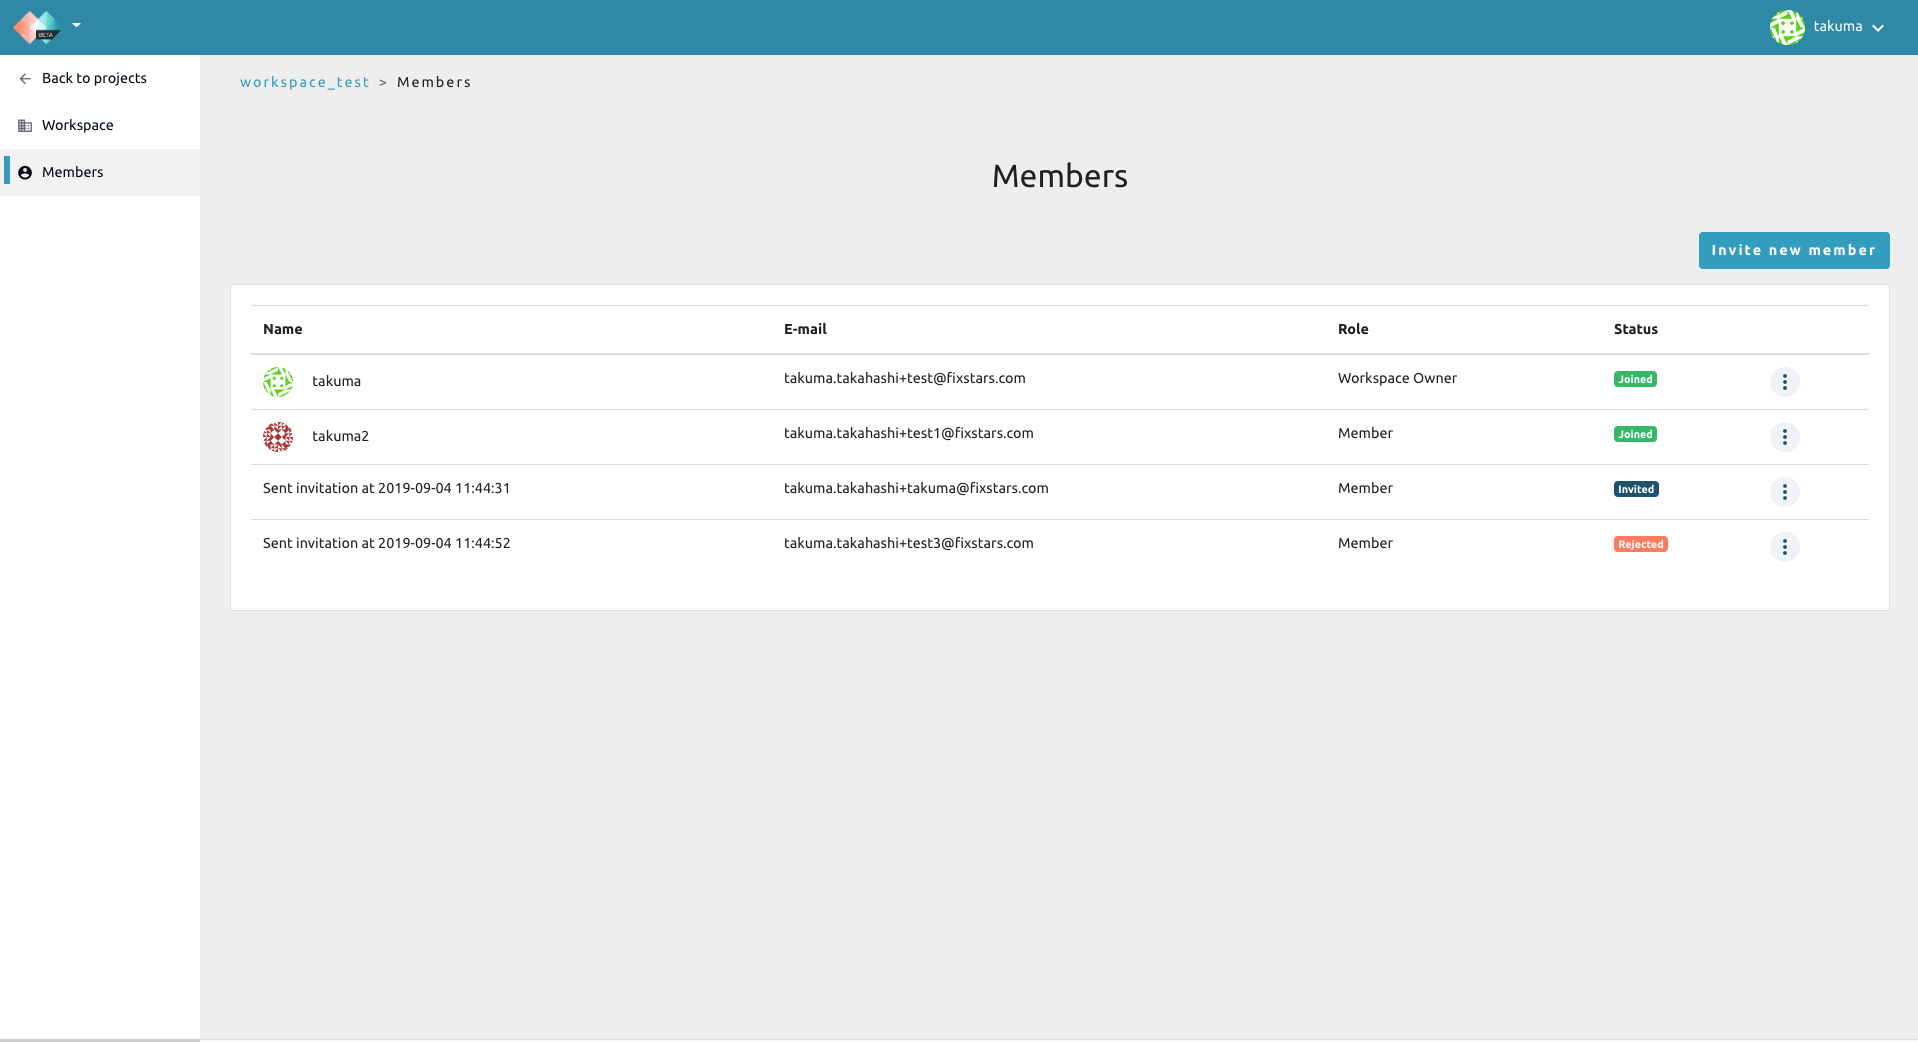 BETA
takuma
Back to projects
Workspace
Members
workspace_test > Members
Members
Invite new member
Name E-mail Role Status
takuma takuma.takahashi+test@fixstars.com Workspace Owner Joined
takuma2 takuma.takahashi+test1@fixstars.com Member Joined
Sent invitation at 2019-09-04 11:44:31 takuma.takahashi+takuma@fixstars.com Member Invited
Sent invitation at 2019-09-04 11:44:52 takuma.takahashi+test3@fixstars.com Member Rejected